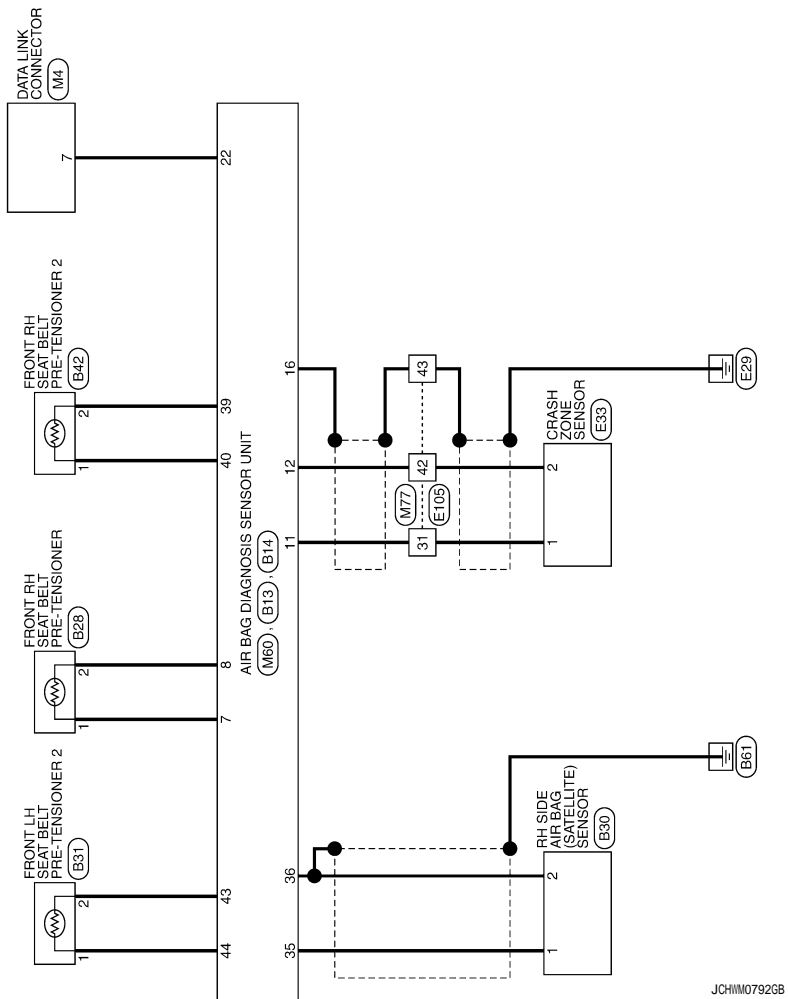 DATA LINK
CONNECTOR
M4
7
22
FRONT RH
SEAT BELT
PRE-TENSIONER 2
B42
2
1
39
40
FRONT RH
SEAT BELT
PRE-TENSIONER
B28
2
1
8
7
FRONT LH
SEAT BELT
PRE-TENSIONER 2
B31
2
1
43
44
AIR BAG DIAGNOSIS SENSOR UNIT
M60 , B13 , B14
16
12
11
36
35
43
42
31
M77
E105
CRASH
ZONE
SENSOR
E33
2
1
E29
RH SIDE
AIR BAG
(SATELLITE)
SENSOR
B30
2
1
B61
JCHWM0792GB